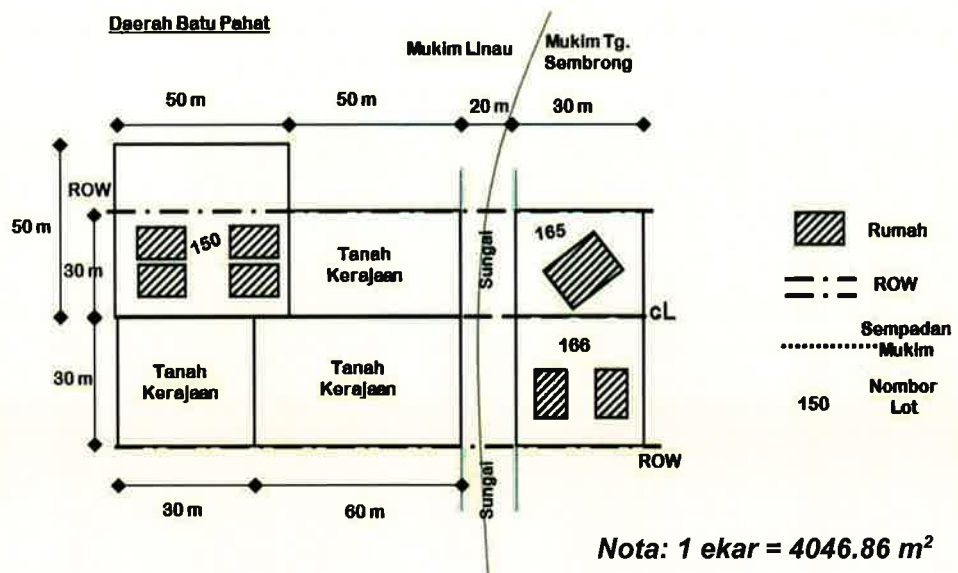 Daerah Batu Pahat
Mukim Linau
Mukim Tg.
Sembrong
50 m
50 m
20 m
30 m
ROW
50 m
30 m
150
Tanah
Kerajaan
Sungai
165
cL
30 m
Tanah
Kerajaan
Tanah
Kerajaan
166
ROW
Sungai
30 m
60 m
Rumah
ROW
Sempadan
Mukim
150
Nombor
Lot
Nota: 1 ekar = 4046.86 m²